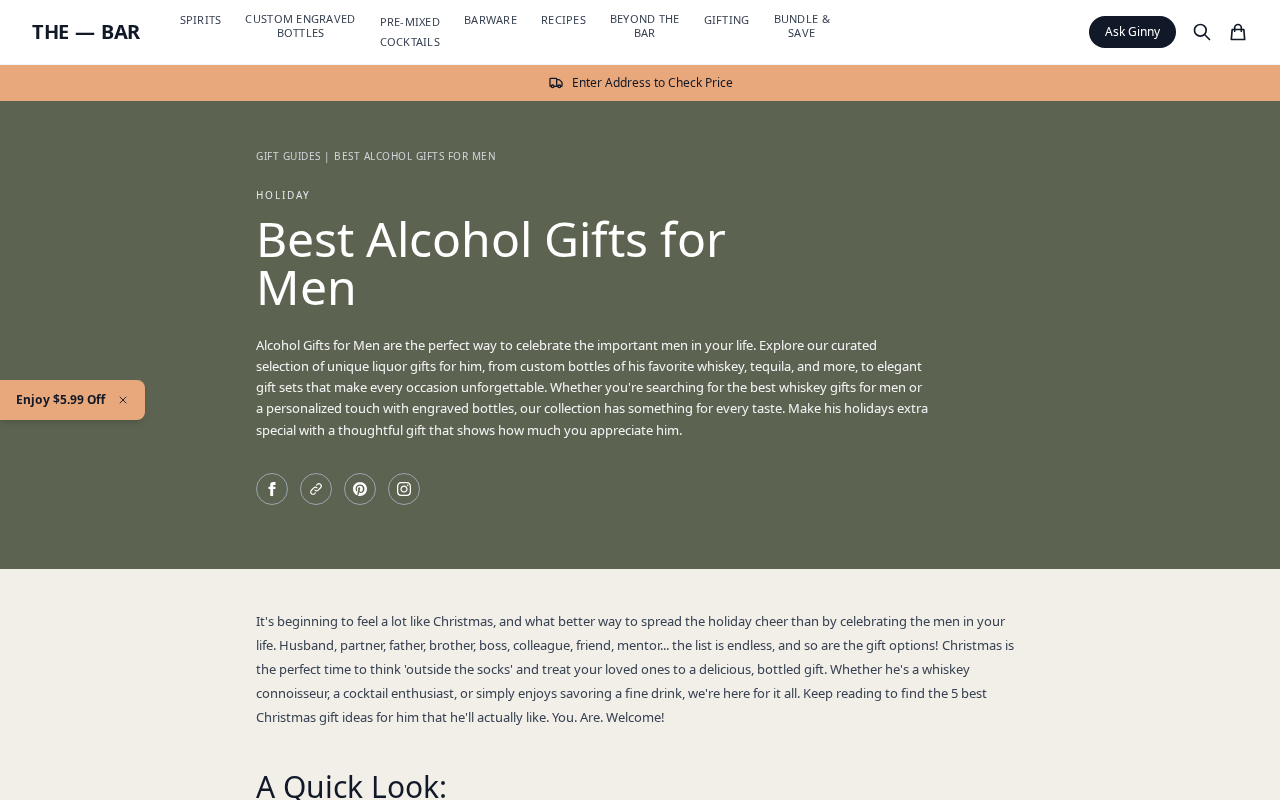 THE — BAR
SPIRITS
CUSTOM ENGRAVED
BOTTLES
PRE-MIXED
COCKTAILS
BARWARE
RECIPES
BEYOND THE
BAR
GIFTING
BUNDLE &
SAVE
Ask Ginny
Enter Address to Check Price
GIFT GUIDES | BEST ALCOHOL GIFTS FOR MEN
HOLIDAY
Best Alcohol Gifts for
Men
Alcohol Gifts for Men are the perfect way to celebrate the important men in your life. Explore our curated
selection of unique liquor gifts for him, from custom bottles of his favorite whiskey, tequila, and more, to elegant
gift sets that make every occasion unforgettable. Whether you're searching for the best whiskey gifts for men or
a personalized touch with engraved bottles, our collection has something for every taste. Make his holidays extra
special with a thoughtful gift that shows how much you appreciate him.
Enjoy $5.99 Off
It's beginning to feel a lot like Christmas, and what better way to spread the holiday cheer than by celebrating the men in your
life. Husband, partner, father, brother, boss, colleague, friend, mentor... the list is endless, and so are the gift options! Christmas is
the perfect time to think 'outside the socks' and treat your loved ones to a delicious, bottled gift. Whether he's a whiskey
connoisseur, a cocktail enthusiast, or simply enjoys savoring a fine drink, we're here for it all. Keep reading to find the 5 best
Christmas gift ideas for him that he'll actually like. You. Are. Welcome!
A Quick Look: